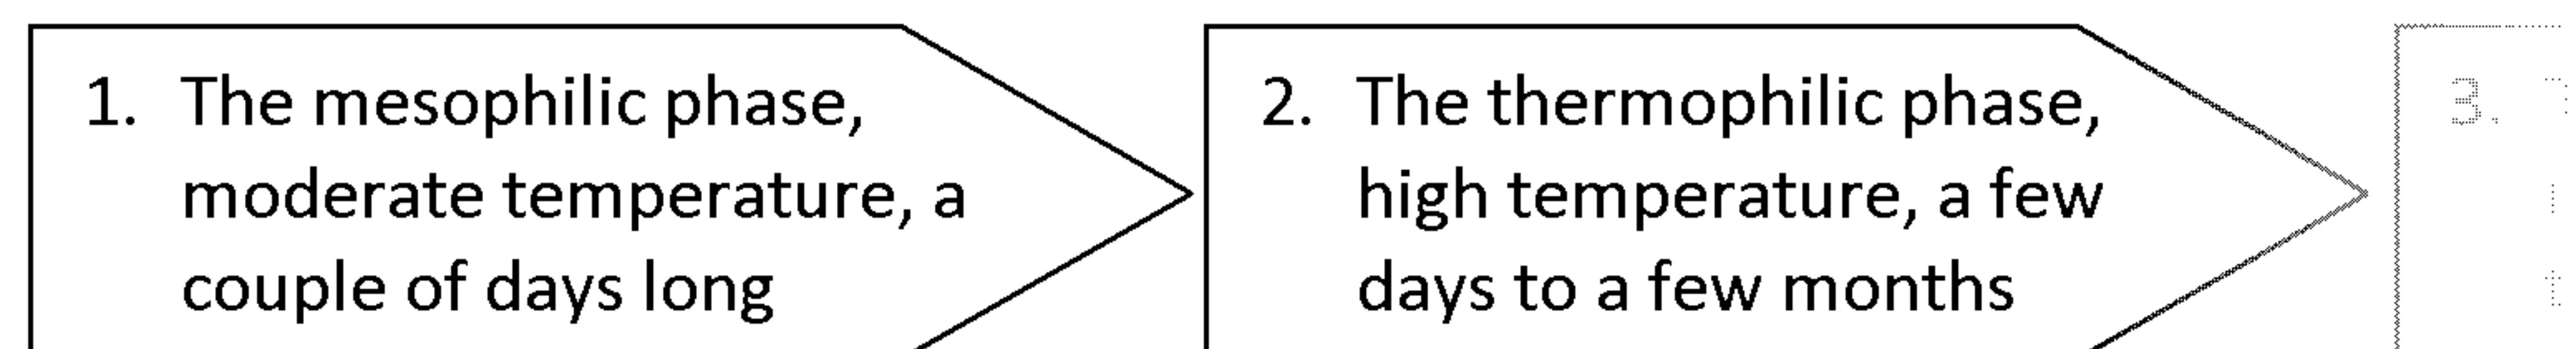 1. The mesophilic phase,
moderate temperature, a
couple of days long
2. The thermophilic phase,
high temperature, a few
days to a few months
3.